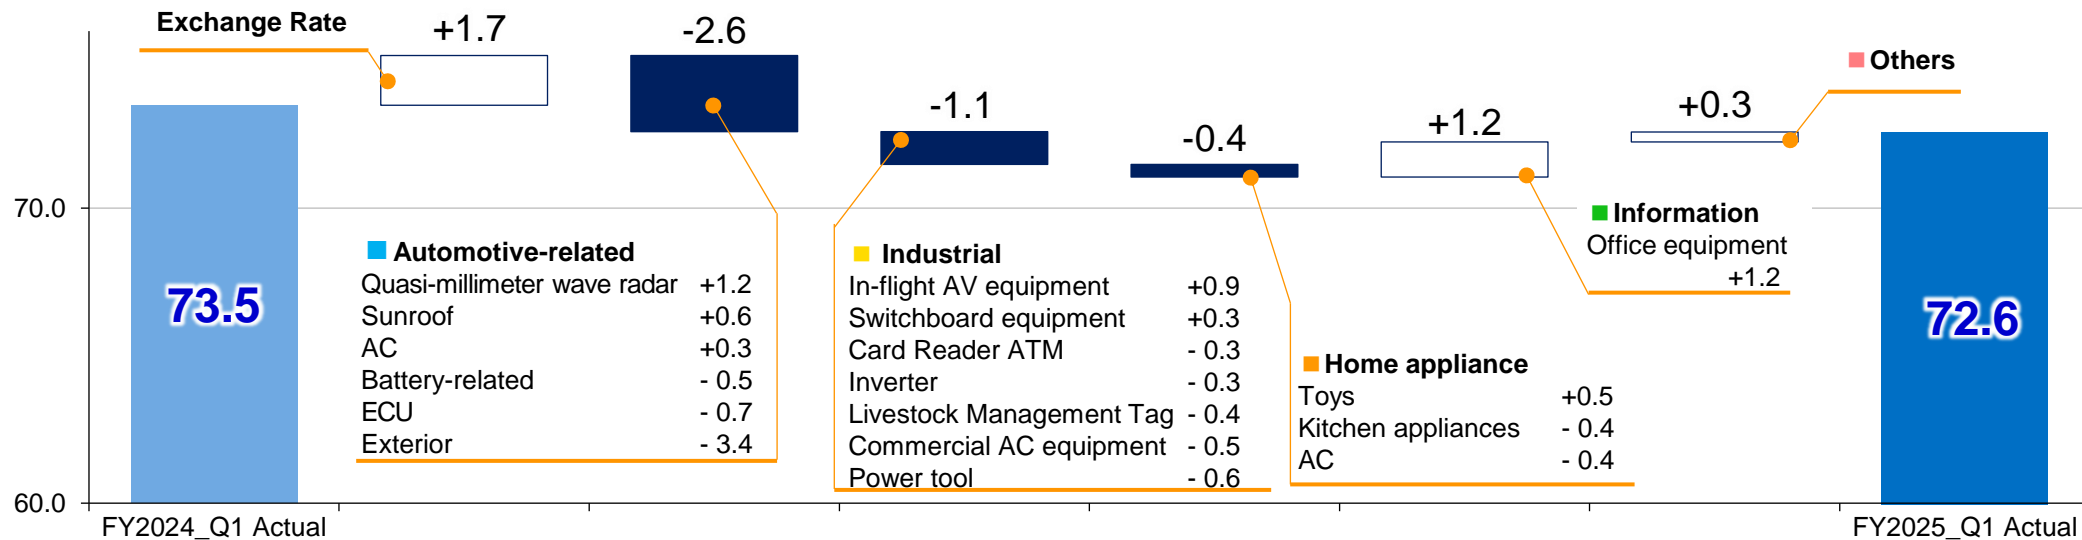 Exchange Rate
+1.7
-2.6
-1.1
-0.4
+1.2
+0.3
Others
70.0
60.0
73.5
72.6
Automotive-related
Quasi-millimeter wave radar +1.2
Sunroof +0.6
AC +0.3
Battery-related - 0.5
ECU - 0.7
Exterior - 3.4
Industrial
In-flight AV equipment +0.9
Switchboard equipment +0.3
Card Reader ATM - 0.3
Inverter - 0.3
Livestock Management Tag - 0.4
Commercial AC equipment - 0.5
Power tool - 0.6
Home appliance
Toys +0.5
Kitchen appliances - 0.4
AC - 0.4
Information
Office equipment
+1.2
FY2024_Q1 Actual
FY2025_Q1 Actual